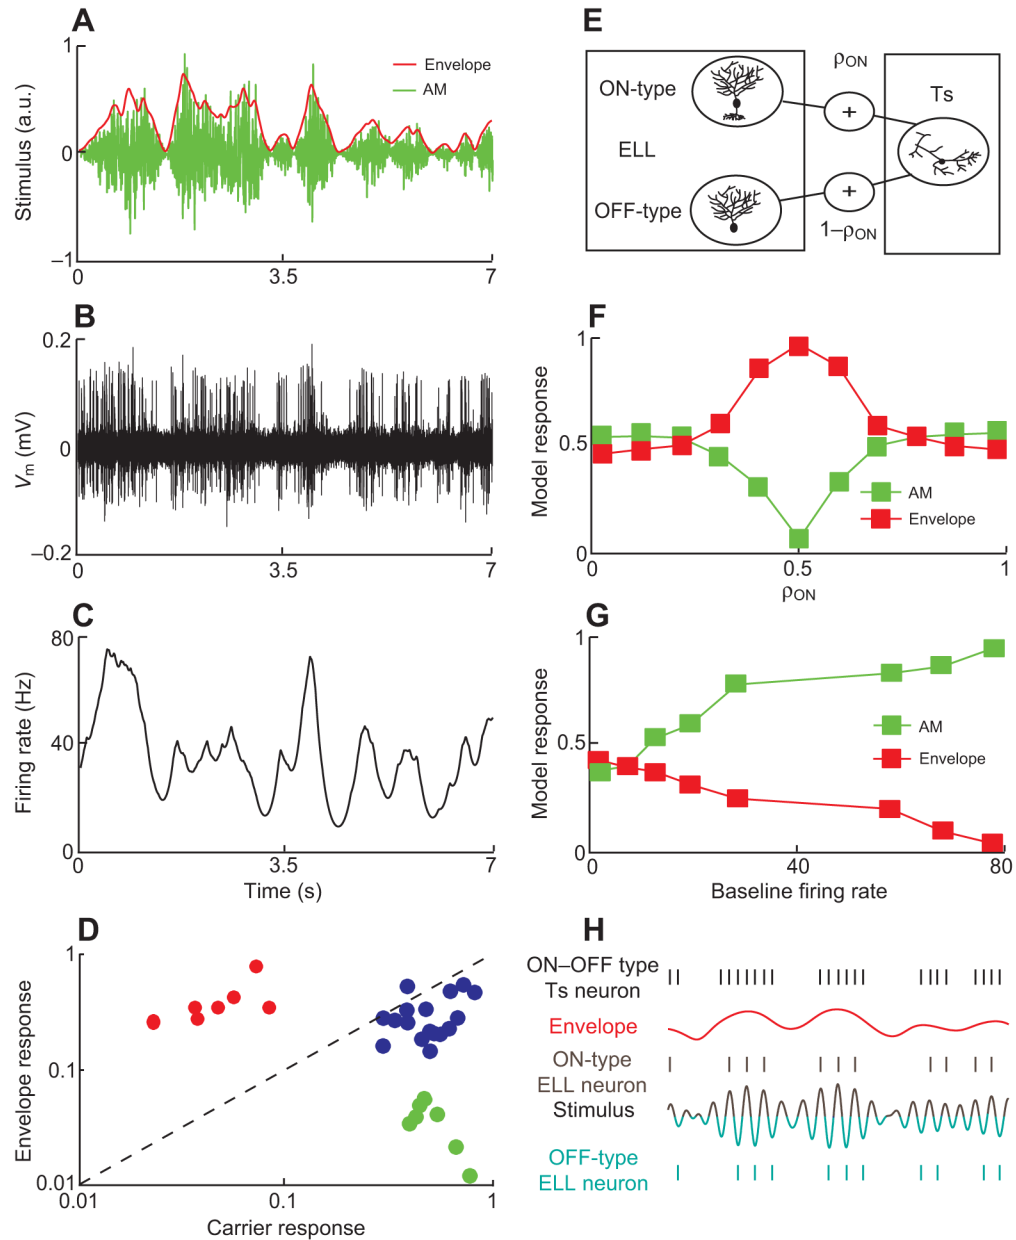 A
Stimulus (a.u.)
1
0
−1
Envelope
AM
0
3.5
7
B
Vm (mV)
0.2
0
−0.2
0
3.5
7
C
Firing rate (Hz)
80
40
0
0
3.5
7
Time (s)
D
Envelope response
1
0.1
0.01
0.01
0.1
1
Carrier response
E
ρON
ON-type
+
Ts
ELL
OFF-type
+
1−ρON
F
Model response
1
0.5
0
AM
Envelope
0
0.5
1
ρON
G
Model response
1
0.5
0
AM
Envelope
0
40
80
Baseline firing rate
H
ON–OFF type
Ts neuron
Envelope
ON-type
ELL neuron
Stimulus
OFF-type
ELL neuron